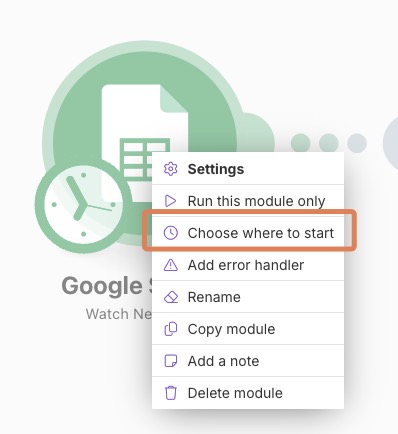 Settings
Run this module only
Choose where to start
Add error handler
Google
Rename
Watch
Copy module
Add a note
Delete module